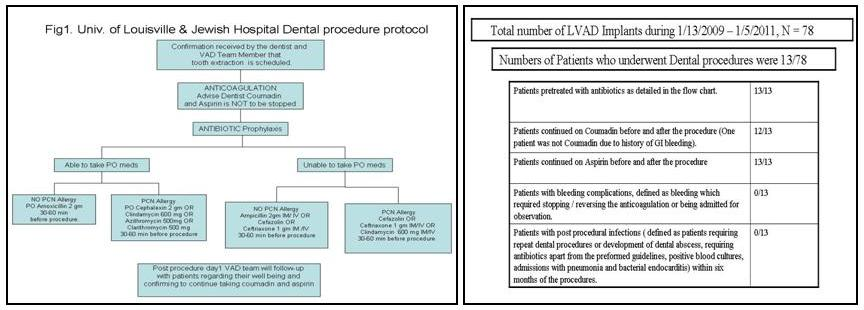 Fig1. Univ. of Louisville & Jewish Hospital Dental procedure protocol
Confirmation received by the dentist and
VAD Team Member that
tooth extraction is scheduled.
ANTICOAGULATION
Advise Dentist Coumadin
and Aspirin is NOT to be stopped
ANTIBIOTIC Prophylaxes
Able to take PO meds
Unable to take PO meds
NO PCN Allergy
PO Amoxicillin 2 gm
30-60 min
before procedure.
PCN Allergy
PO Cephalexin 2 gm OR
Clindamycin 600 mg OR
Azithromycin 500mg OR
Clarithromycin 500 mg
30-60 min before procedure
NO PCN Allergy
Ampicillin 2gm IM/ IV OR
Cefazolin OR
Ceftriaxone 1 gm IM /IV
30-60 min before procedure
PCN Allergy
Cefazolin OR
Ceftriaxone 1 gm IM/IV OR
Clindamycin 600 mg IM/IV
30-60 min before procedure
Post procedure day1 VAD team will follow-up
with patients regarding their well being and
confirming to continue taking coumadin and aspirin
Total number of LVAD Implants during 1/13/2009 – 1/5/2011, N = 78
Numbers of Patients who underwent Dental procedures were 13/78
Patients pretreated with antibiotics as detailed in the flow chart. 13/13
Patients continued on Coumadin before and after the procedure (One 12/13
patient was not Coumadin due to history of GI bleeding).
Patients continued on Aspirin before and after the procedure 13/13
Patients with bleeding complications, defined as bleeding which 0/13
required stopping / reversing the anticoagulation or being admitted for
observation.
Patients with post procedural infections ( defined as patients requiring 0/13
repeat dental procedures or development of dental abscess, requiring
antibiotics apart from the preformed guidelines, positive blood cultures,
admissions with pneumonia and bacterial endocarditis) within six
months of the procedures.